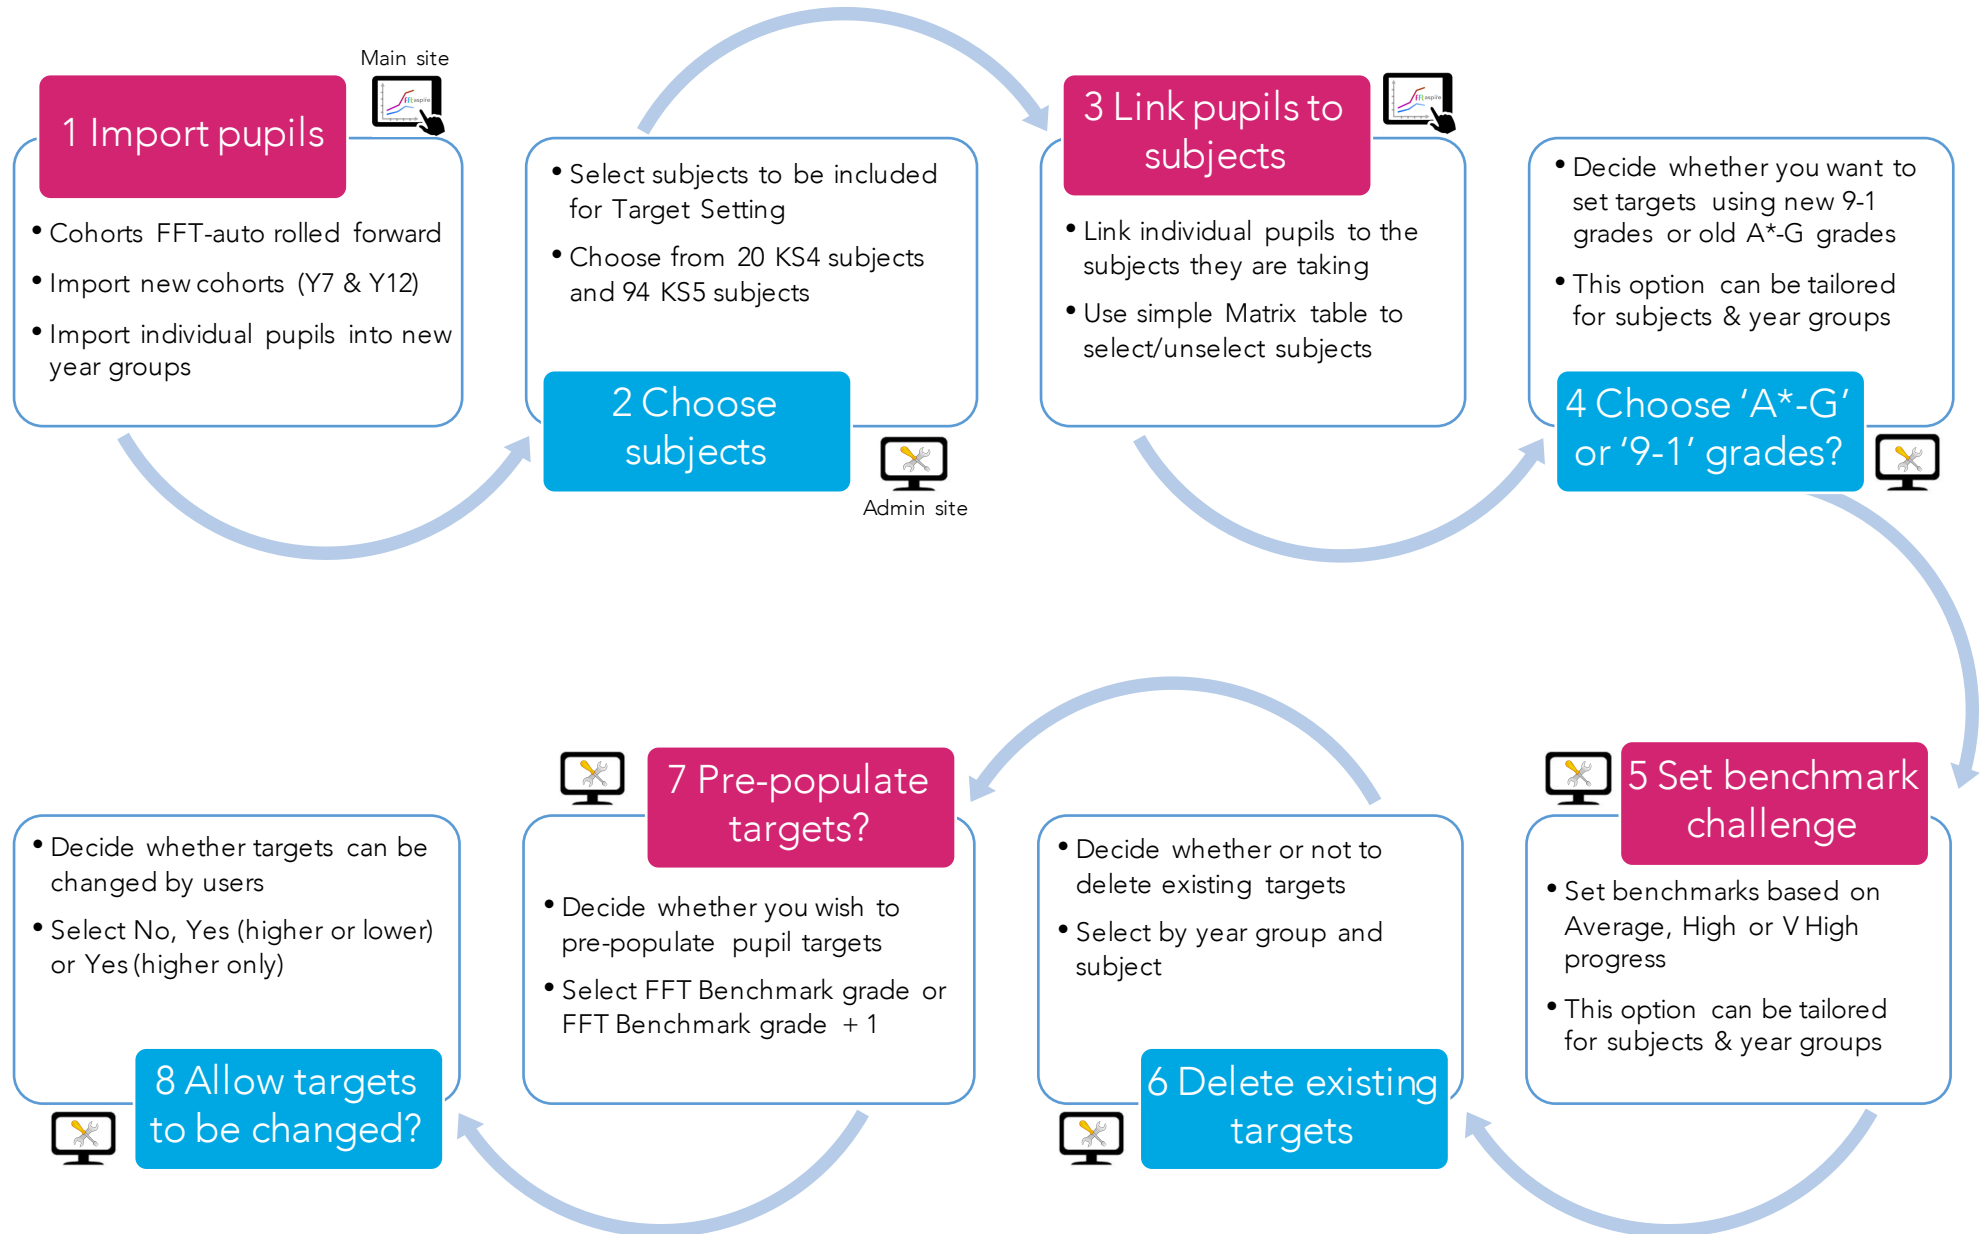 Main site
1 Import pupils
• Cohorts FFT-auto rolled forward
• Import new cohorts (Y7 & Y12)
• Import individual pupils into new
year groups
• Select subjects to be included
for Target Setting
• Choose from 20 KS4 subjects
and 94 KS5 subjects
2 Choose
subjects
Admin site
3 Link pupils to
subjects
• Link individual pupils to the
subjects they are taking
• Use simple Matrix table to
select/unselect subjects
• Decide whether you want to
set targets using new 9-1
grades or old A*-G grades
• This option can be tailored
for subjects & year groups
4 Choose ‘A*-G’
or ‘9-1’ grades?
5 Set benchmark
challenge
• Set benchmarks based on
Average, High or V High
progress
• This option can be tailored
for subjects & year groups
• Decide whether or not to
delete existing targets
• Select by year group and
subject
6 Delete existing
targets
7 Pre-populate
targets?
• Decide whether you wish to
pre-populate pupil targets
• Select FFT Benchmark grade or
FFT Benchmark grade + 1
• Decide whether targets can be
changed by users
• Select No, Yes (higher or lower)
or Yes (higher only)
8 Allow targets
to be changed?